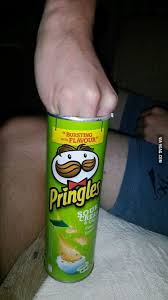 "BURSTING
WITH FLAVOUR"
Pringles
SOUR
CREAM
VIA 9GAG.COM